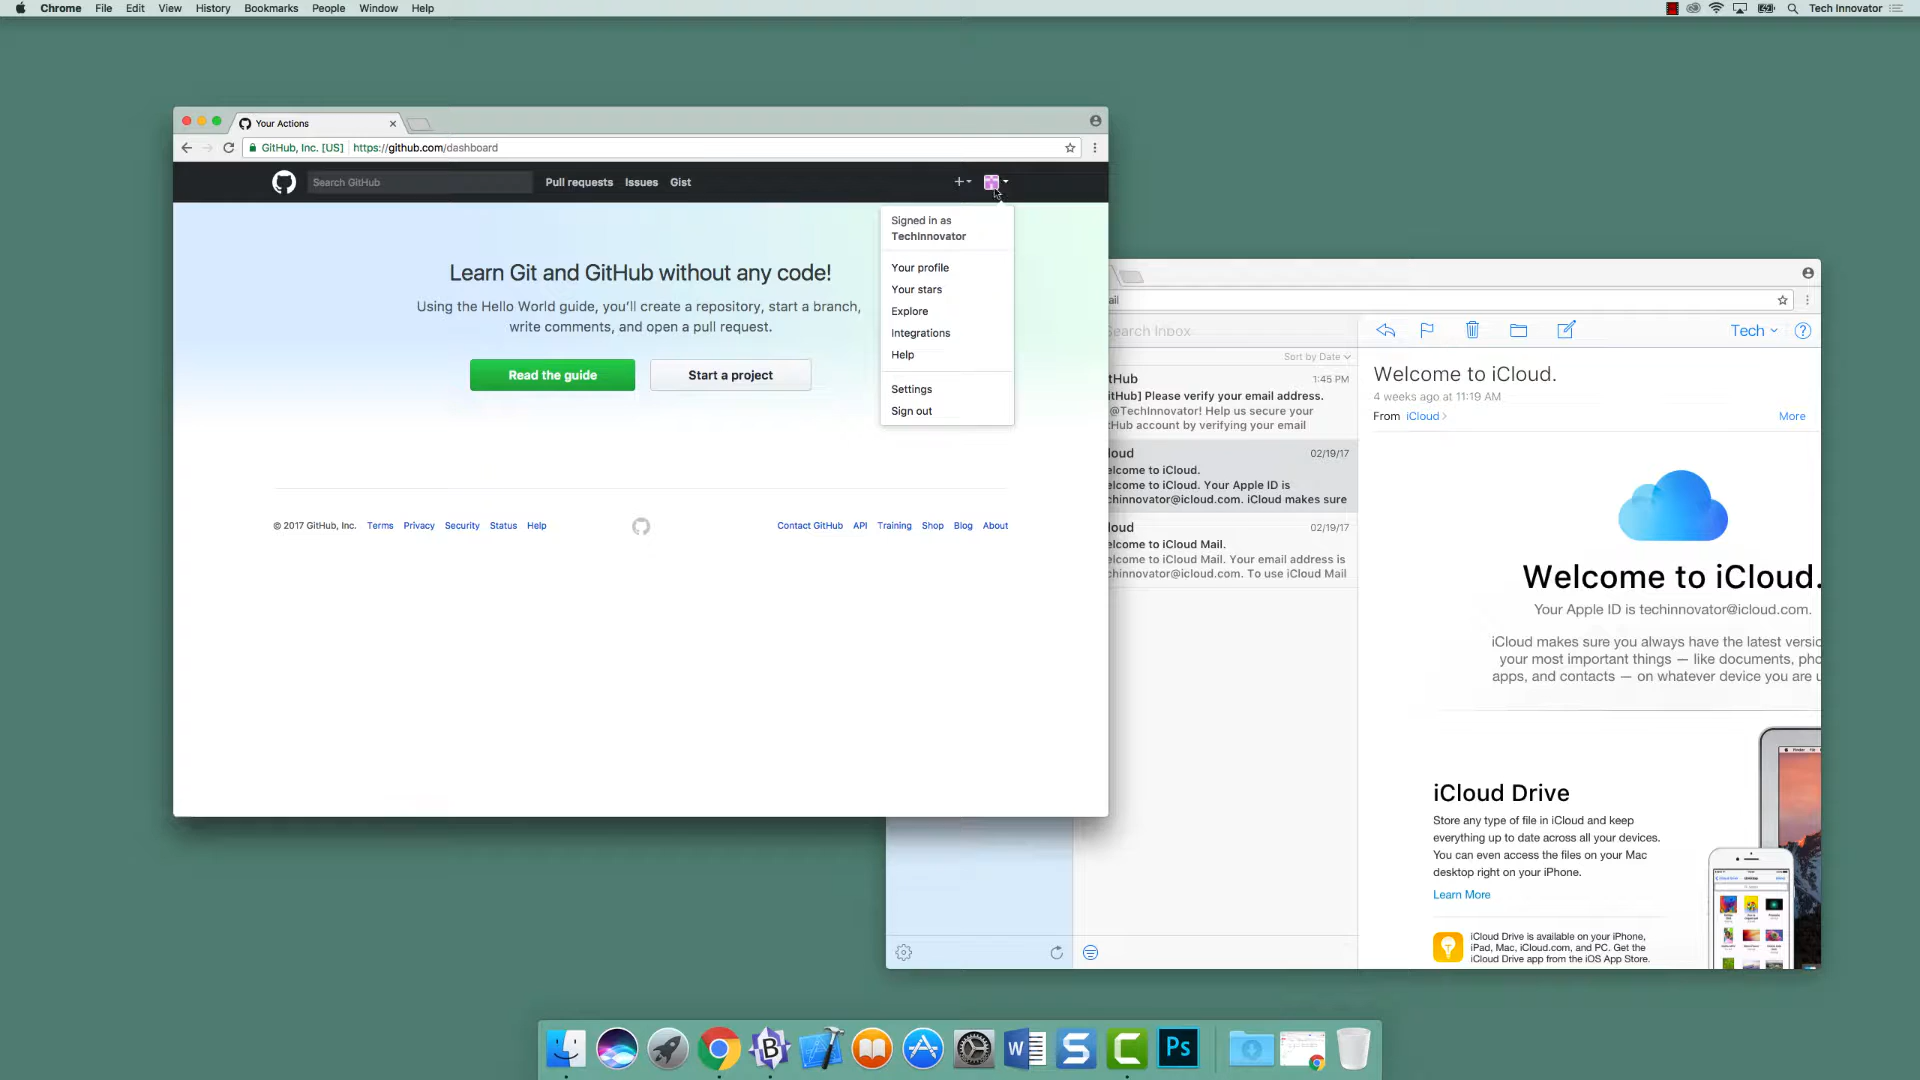 Chrome File Edit View History Bookmarks People Window Help
Tech Innovator
Your Actions
GitHub, Inc. [US] https://github.com/dashboard
Search GitHub
Pull requests Issues Gist
Signed in as
TechInnovator
Your profile
Your stars
Explore
Integrations
Help
Settings
Sign out
Learn Git and GitHub without any code!
Using the Hello World guide, you'll create a repository, start a branch,
write comments, and open a pull request.
Read the guide
Start a project
© 2017 GitHub, Inc. Terms Privacy Security Status Help
Contact GitHub API Training Shop Blog About
ail
Search Inbox
Sort by Date
tHub 1:45 PM
itHub] Please verify your email address.
@TechInnovator! Help us secure your
tHub account by verifying your email
loud 02/19/17
elcome to iCloud.
elcome to iCloud. Your Apple ID is
chinnovator@icloud.com. iCloud makes sure
loud 02/19/17
elcome to iCloud Mail.
elcome to iCloud Mail. Your email address is
chinnovator@icloud.com. To use iCloud Mail
Tech
Welcome to iCloud.
4 weeks ago at 11:19 AM
From iCloud
More
Welcome to iCloud.
Your Apple ID is techinnovator@icloud.com.
iCloud makes sure you always have the latest versio
your most important things — like documents, pho
apps, and contacts — on whatever device you are u
iCloud Drive
Store any type of file in iCloud and keep
everything up to date across all your devices.
You can even access the files on your Mac
desktop right on your iPhone.
Learn More
iCloud Drive is available on your iPhone,
iPad, Mac, iCloud.com, and PC. Get the
iCloud Drive app from the iOS App Store.
B
W
S
C
Ps